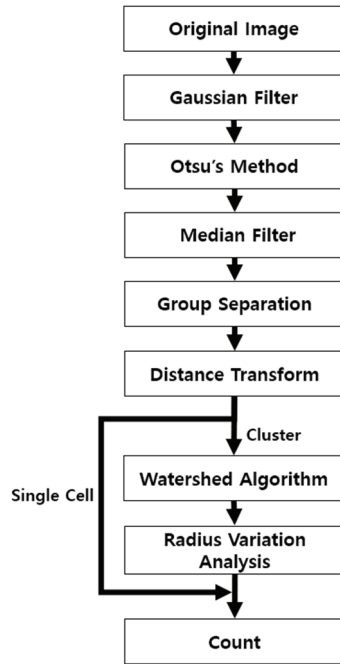 Original Image
Gaussian Filter
Otsu's Method
Median Filter
Group Separation
Distance Transform
Cluster
Single Cell
Watershed Algorithm
Radius Variation
Analysis
Count